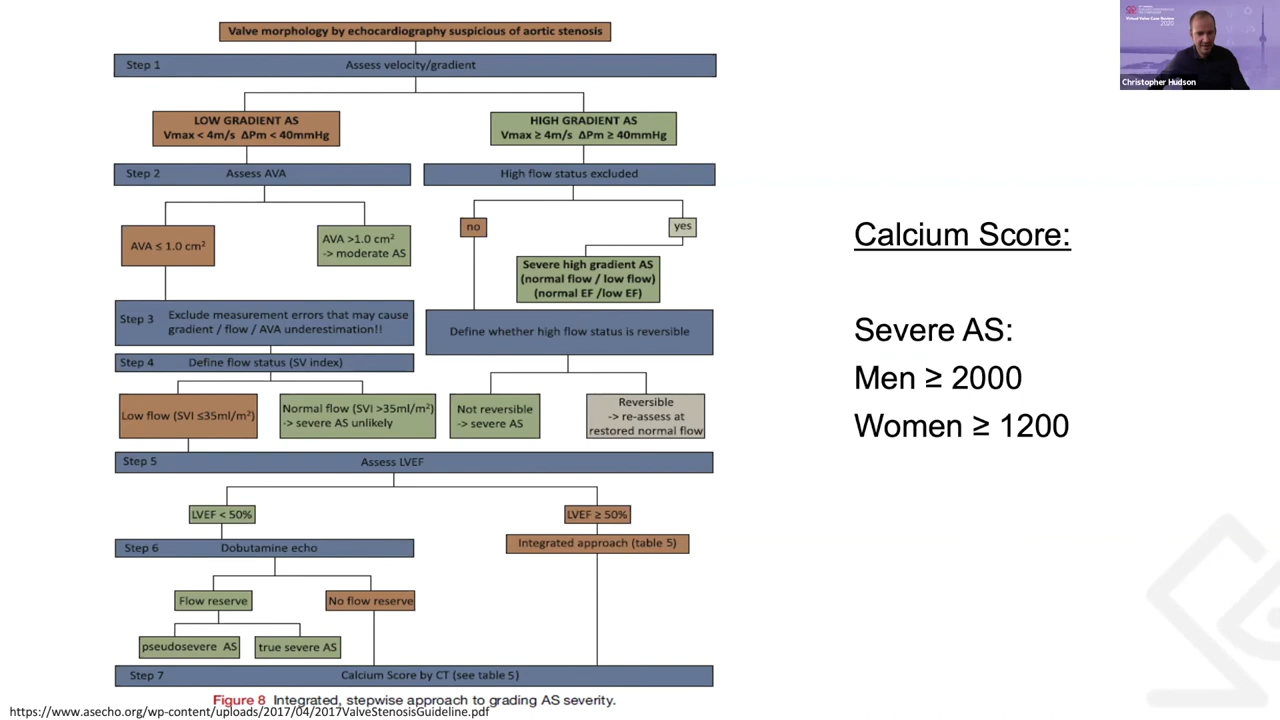 Valve morphology by echocardiography suspicious of aortic stenosis
Step 1
Assess velocity/gradient
LOW GRADIENT AS
Vmax < 4m/s ΔPm < 40mmHg
HIGH GRADIENT AS
Vmax ≥ 4m/s ΔPm ≥ 40mmHg
Step 2
Assess AVA
High flow status excluded
AVA ≤ 1.0 cm²
AVA >1.0 cm²
-> moderate AS
no
yes
Severe high gradient AS
(normal flow / low flow)
(normal EF /low EF)
Step 3
Exclude measurement errors that may cause
gradient / flow / AVA underestimation!!
Define whether high flow status is reversible
Step 4
Define flow status (SV index)
Low flow (SVI ≤35ml/m²)
Normal flow (SVI >35ml/m²)
-> severe AS unlikely
Not reversible
-> severe AS
Reversible
-> re-assess at
restored normal flow
Step 5
Assess LVEF
LVEF < 50%
LVEF ≥ 50%
Step 6
Dobutamine echo
Integrated approach (table 5)
Flow reserve
No flow reserve
pseudosevere AS
true severe AS
Step 7
Calcium Score by CT (see table 5)
Figure 8 Integrated, stepwise approach to grading AS severity.
https://www.asecho.org/wp-content/uploads/2017/04/2017ValveStenosisGuideline.pdf
Calcium Score:
Severe AS:
Men ≥ 2000
Women ≥ 1200
Virtual Valve Case Review
2020
Christopher Hudson